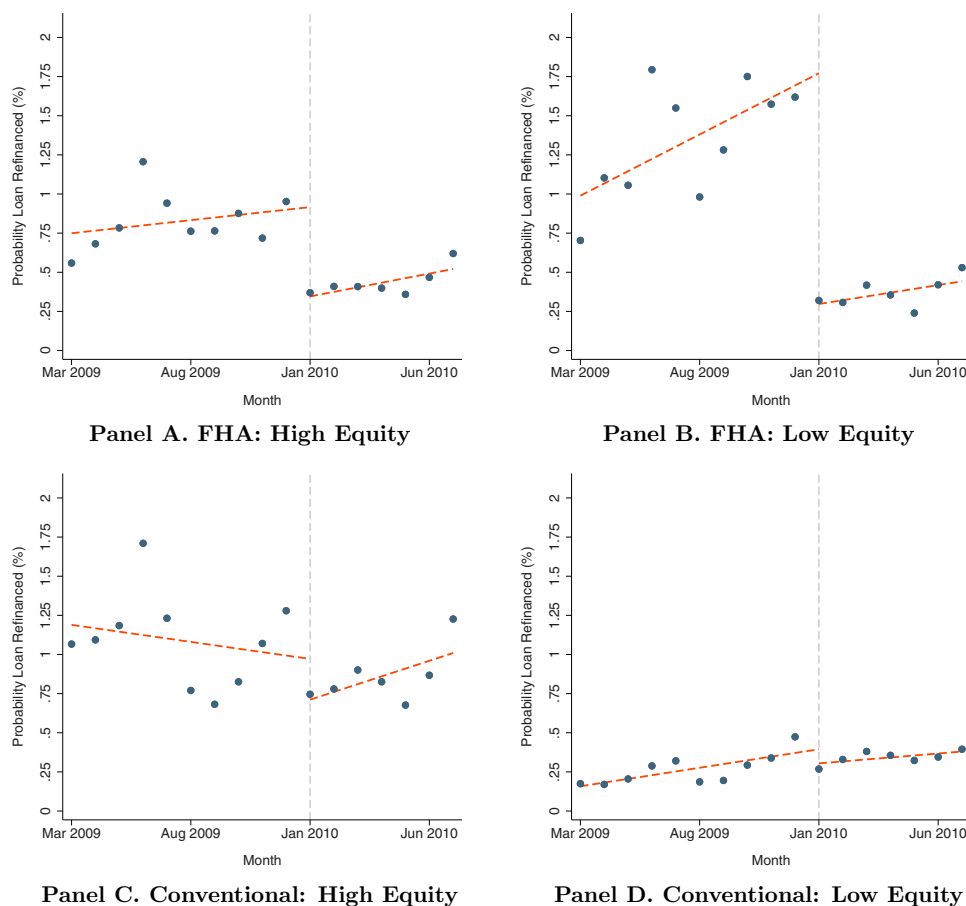 Probability Loan Refinanced (%)
2
1.75
1.5
1.25
1
.75
.5
.25
0
Mar 2009 Aug 2009 Jan 2010 Jun 2010
Month
Panel A. FHA: High Equity
Probability Loan Refinanced (%)
2
1.75
1.5
1.25
1
.75
.5
.25
0
Mar 2009 Aug 2009 Jan 2010 Jun 2010
Month
Panel B. FHA: Low Equity
Probability Loan Refinanced (%)
2
1.75
1.5
1.25
1
.75
.5
.25
0
Mar 2009 Aug 2009 Jan 2010 Jun 2010
Month
Panel C. Conventional: High Equity
Probability Loan Refinanced (%)
2
1.75
1.5
1.25
1
.75
.5
.25
0
Mar 2009 Aug 2009 Jan 2010 Jun 2010
Month
Panel D. Conventional: Low Equity